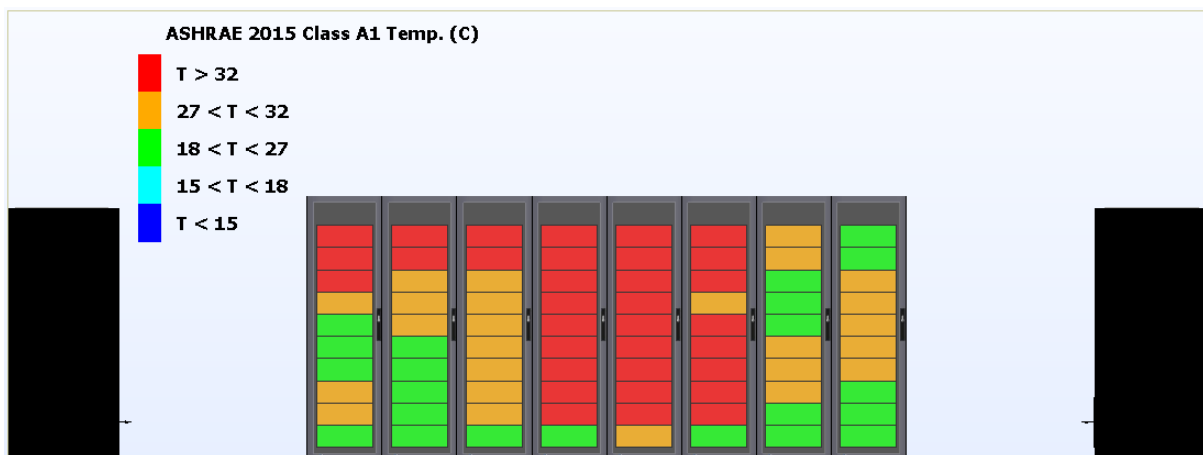 ASHRAE 2015 Class A1 Temp. (C)
T > 32
27 < T < 32
18 < T < 27
15 < T < 18
T < 15